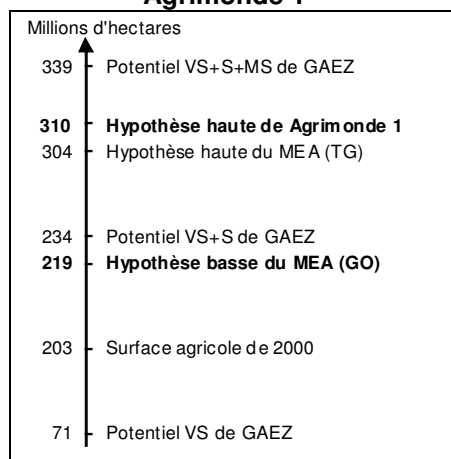 Agrimonde 1
Millions d'hectares
339 Potentiel VS+S+MS de GAEZ
310 Hypothèse haute de Agrimonde 1
304 Hypothèse haute du MEA (TG)
234 Potentiel VS+S de GAEZ
219 Hypothèse basse du MEA (GO)
203 Surface agricole de 2000
71 Potentiel VS de GAEZ